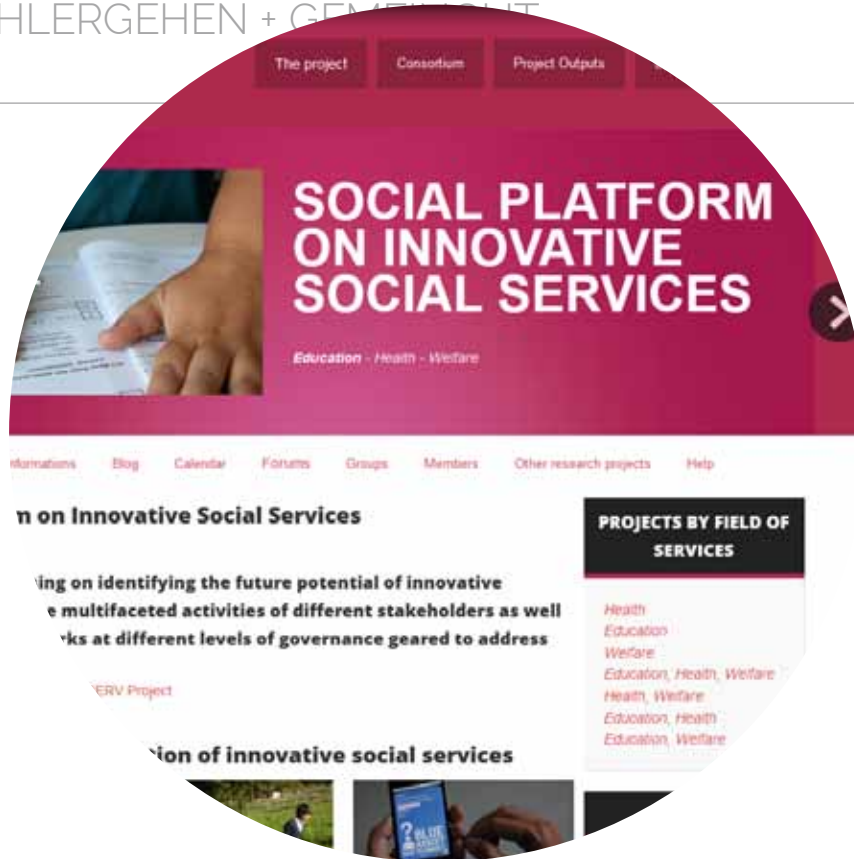 HLERGEHEN +
The project
Consortium
Project Outputs
SOCIAL PLATFORM
ON INNOVATIVE
SOCIAL SERVICES
Education - Health - Welfare
nformations
Blog
Calendar
Forums
Groups
Members
Other research projects
Help
m on Innovative Social Services
ing on identifying the future potential of innovative
e multifaceted activities of different stakeholders as well
rks at different levels of governance geared to address
ERV Project
ion of innovative social services
PROJECTS BY FIELD OF
SERVICES
Health
Education
Welfare
Education, Health, Welfare
Health, Welfare
Education, Health
Education, Welfare
? BLUE